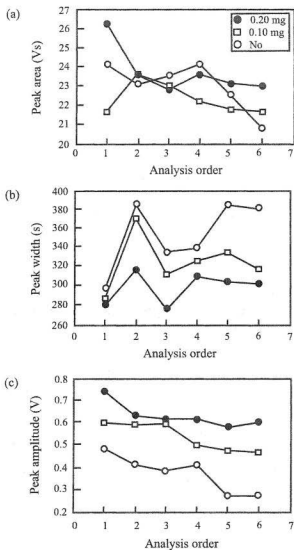 (a)
27
26
25
24
23
22
21
20
Peak area (Vs)
0.20 mg
0.10 mg
No
0 1 2 3 4 5 6 7
Analysis order
(b)
400
380
360
340
320
300
280
260
Peak width (s)
0 1 2 3 4 5 6 7
Analysis order
(c)
0.8
0.7
0.6
0.5
0.4
0.3
0.2
Peak amplitude (V)
0 1 2 3 4 5 6 7
Analysis order